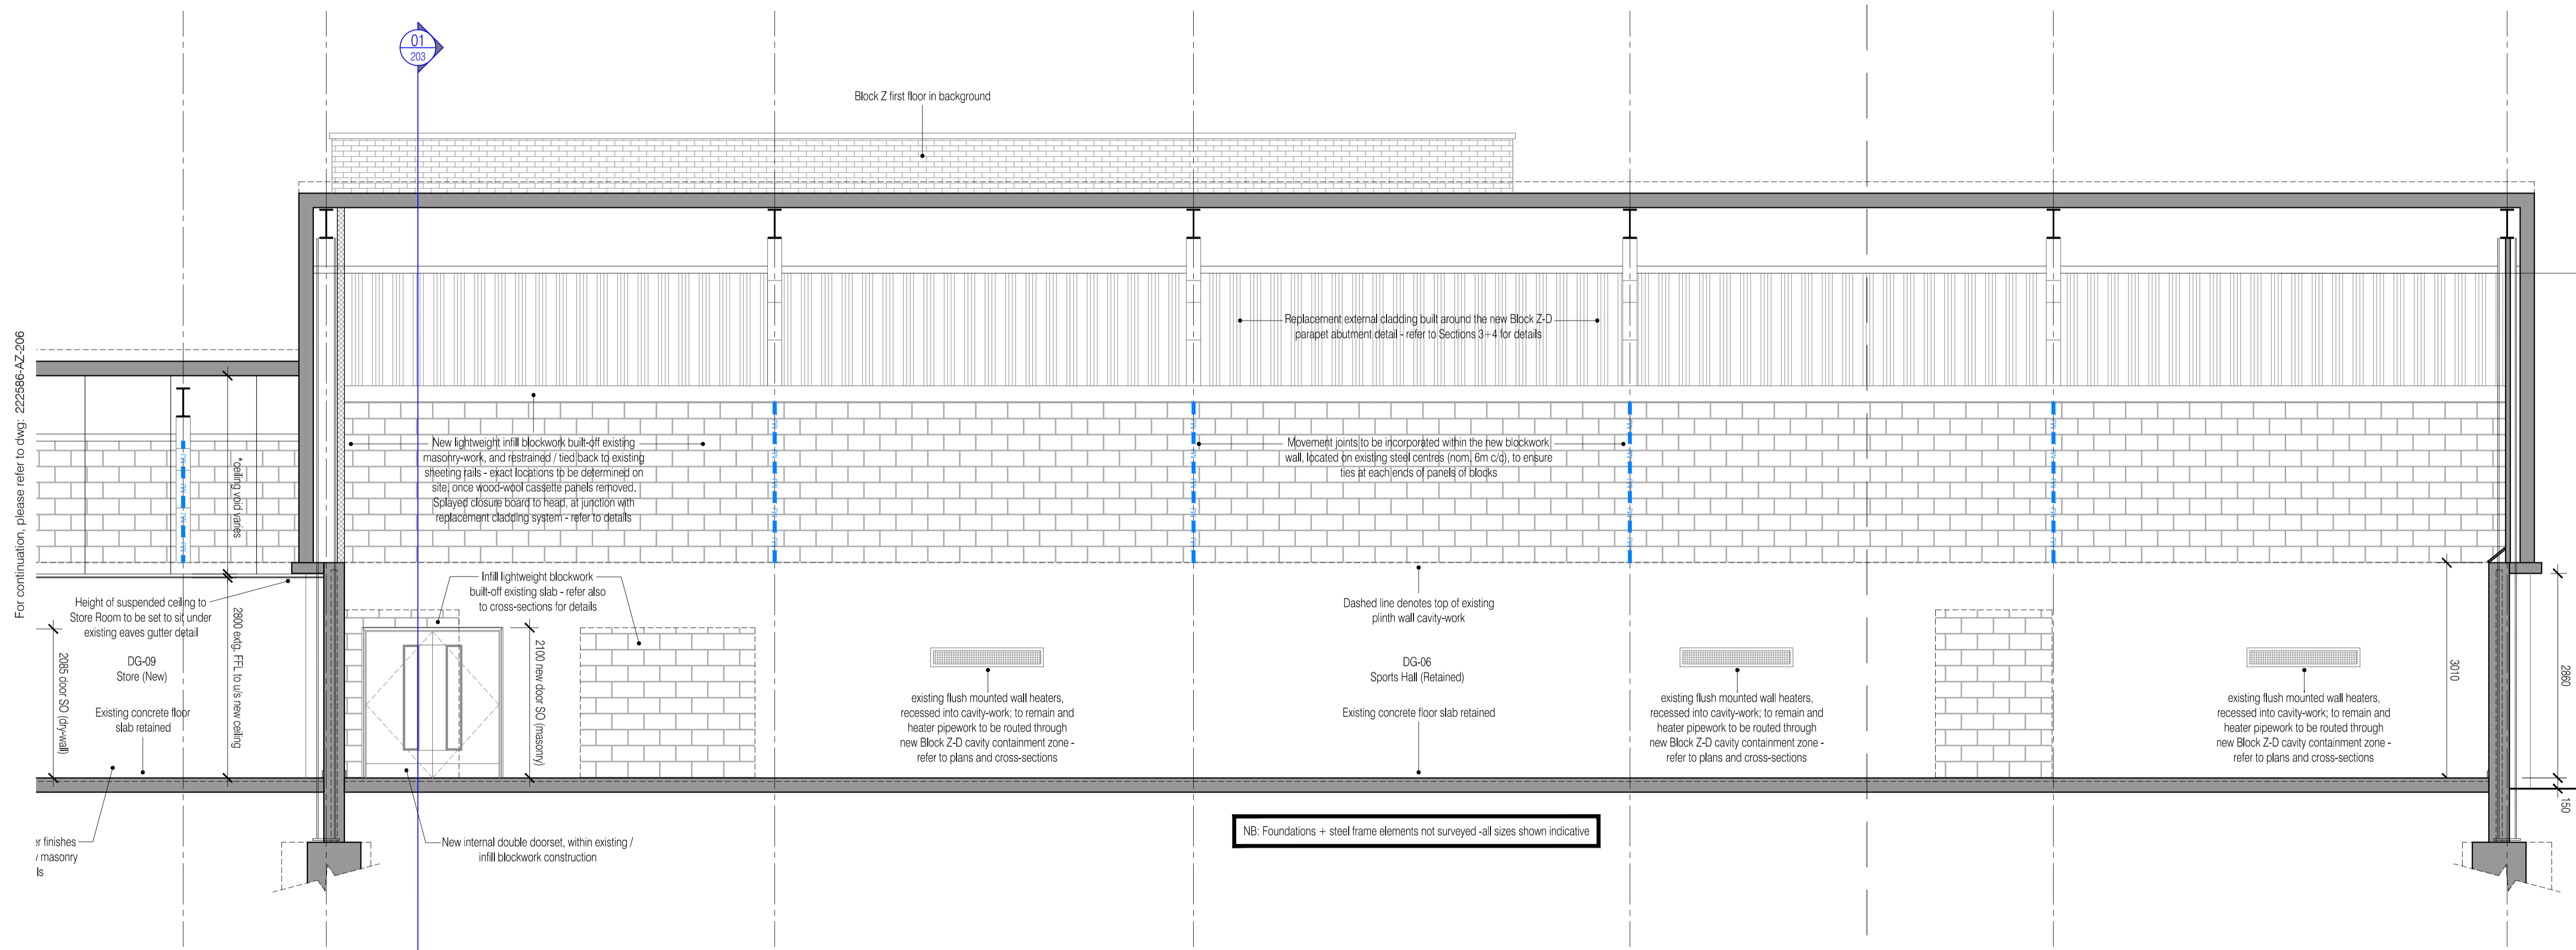 For continuation, please refer to dwg: 222586-AZ-206
01
203
Block Z first floor in background
Replacement external cladding built around the new Block Z-D
parapet abutment detail - refer to Sections 3+4 for details
New lightweight infill blockwork built-off existing
masonry-work, and restrained / tied back to existing
sheeting rails - exact locations to be determined on
site, once wood-wool cassette panels removed.
Splayed closure board to head, at junction with
replacement cladding system - refer to details
Movement joints to be incorporated within the new blockwork
wall, located on existing steel centres (nom. 6m c/c), to ensure
ties at each ends of panels of blocks
*ceiling void varies
Height of suspended ceiling to
Store Room to be set to sit under
existing eaves gutter detail
DG-09
Store (New)
Existing concrete floor
slab retained
2085 door SO (dry-wall)
2800 extg. FFL to u/s new ceiling
Infill lightweight blockwork
built-off existing slab - refer also
to cross-sections for details
2100 new door SO (masonry)
existing flush mounted wall heaters,
recessed into cavity-work; to remain and
heater pipework to be routed through
new Block Z-D cavity containment zone -
refer to plans and cross-sections
Dashed line denotes top of existing
plinth wall cavity-work
DG-06
Sports Hall (Retained)
Existing concrete floor slab retained
existing flush mounted wall heaters,
recessed into cavity-work; to remain and
heater pipework to be routed through
new Block Z-D cavity containment zone -
refer to plans and cross-sections
existing flush mounted wall heaters,
recessed into cavity-work; to remain and
heater pipework to be routed through
new Block Z-D cavity containment zone -
refer to plans and cross-sections
3010
2860
150
finishes
masonry
New internal double doorset, within existing /
infill blockwork construction
NB: Foundations + steel frame elements not surveyed -all sizes shown indicative